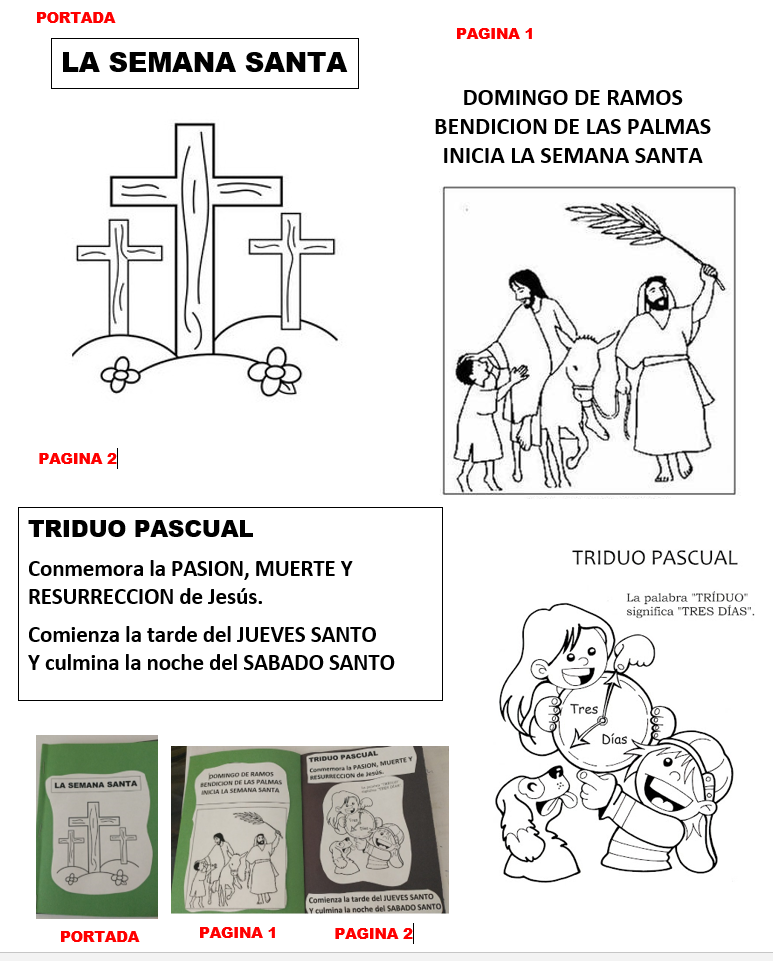 PORTADA
LA SEMANA SANTA
PAGINA 1
DOMINGO DE RAMOS
BENDICION DE LAS PALMAS
INICIA LA SEMANA SANTA
PAGINA 2
TRIDUO PASCUAL
Conmemora la PASION, MUERTE Y
RESURRECCION de Jesús.
Comienza la tarde del JUEVES SANTO
Y culmina la noche del SABADO SANTO
TRIDUO PASCUAL
La palabra "TRÍDUO"
significa "TRES DÍAS".
Tres
Días
LA SEMANA SANTA
DOMINGO DE RAMOS
BENDICION DE LAS PALMAS
INICIA LA SEMANA SANTA
TRIDUO PASCUAL
Conmemora la PASION, MUERTE Y
RESURRECCION de Jesús.
Tres
Días
Comienza la tarde del JUEVES SANTO
Y culmina la noche del SABADO SANTO
PORTADA
PAGINA 1
PAGINA 2